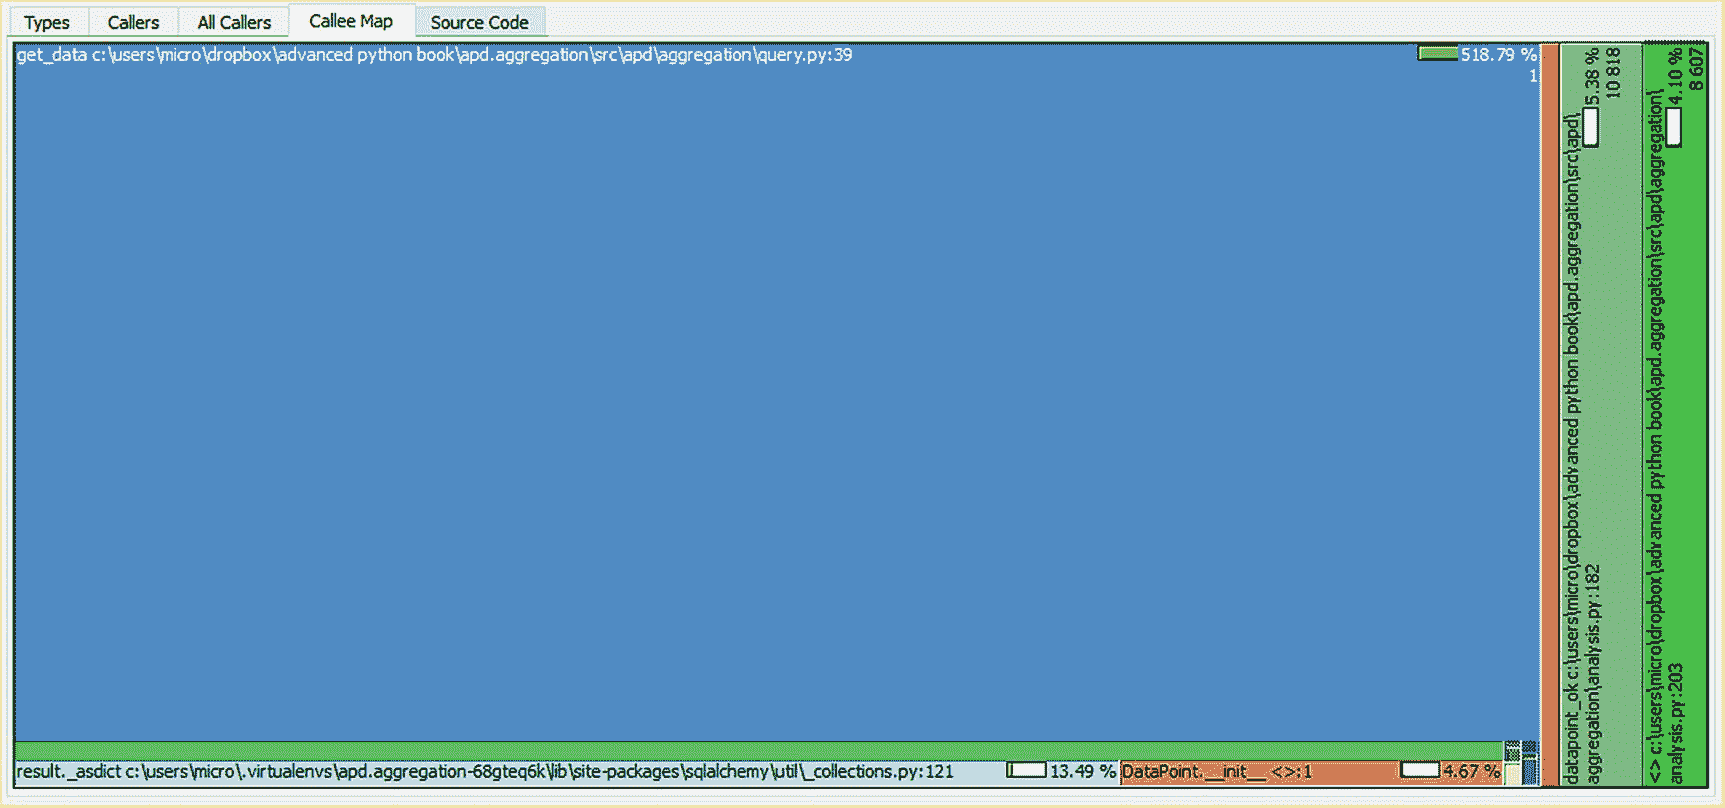 Types
Callers
All Callers
Callee Map
Source Code
get_data c:\users\micro\dropbox\advanced python book\apd.aggregation\src\apd\aggregation\query.py:39
518.79 %
1
result._asdict c:\users\micro\.virtualenvs\apd.aggregation-68gteq6k\lib\site-packages\sqlalchemy\util\_collections.py:121
13.49 %
DataPoint.__init__ <>:1
4.67 %
datapoint_ok c:\users\micro\dropbox\advanced python book\apd.aggregation\src\apd\
aggregation\analysis.py:182
5.38 %
10 818
<> c:\users\micro\dropbox\advanced python book\apd.aggregation\src\apd\aggregation\
analysis.py:203
4.10 %
8 607